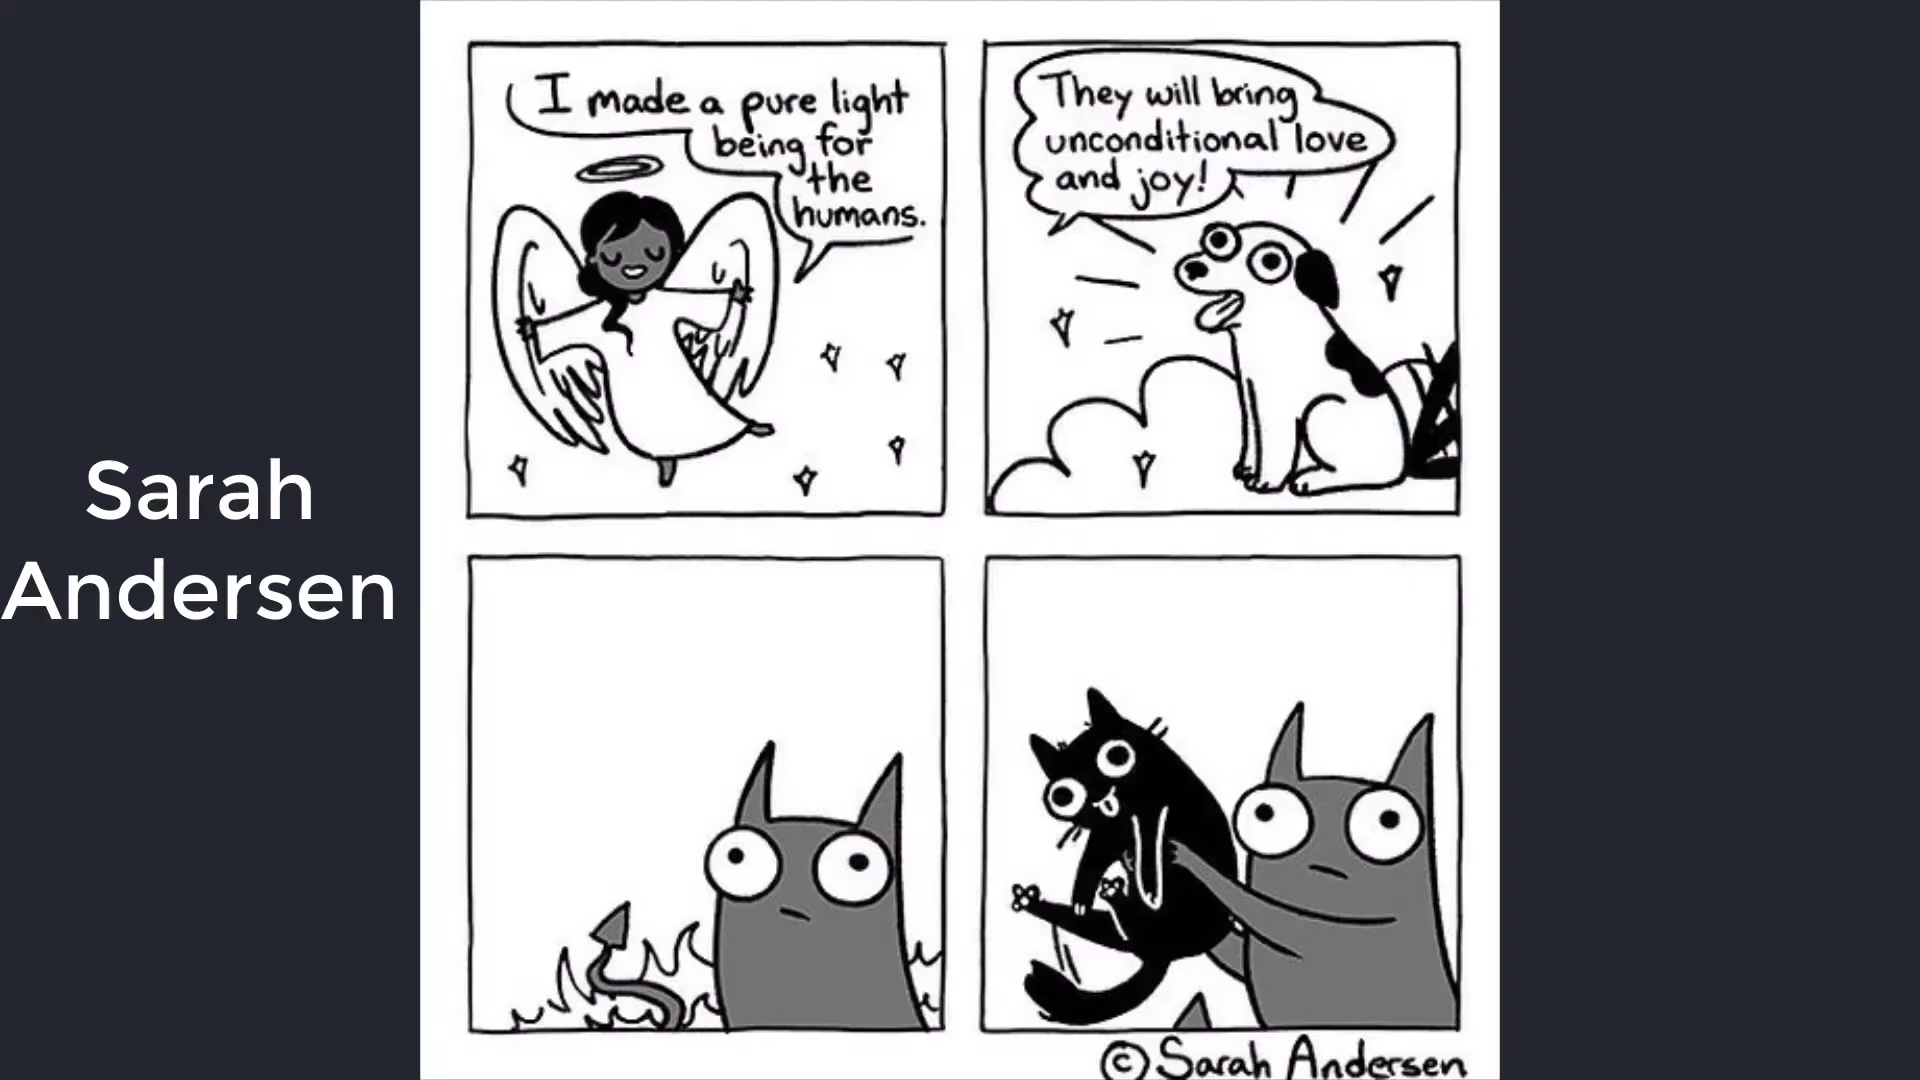 Sarah
Andersen
I made a pure light
being for
the
humans.
They will bring
unconditional love
and joy!
© Sarah Andersen